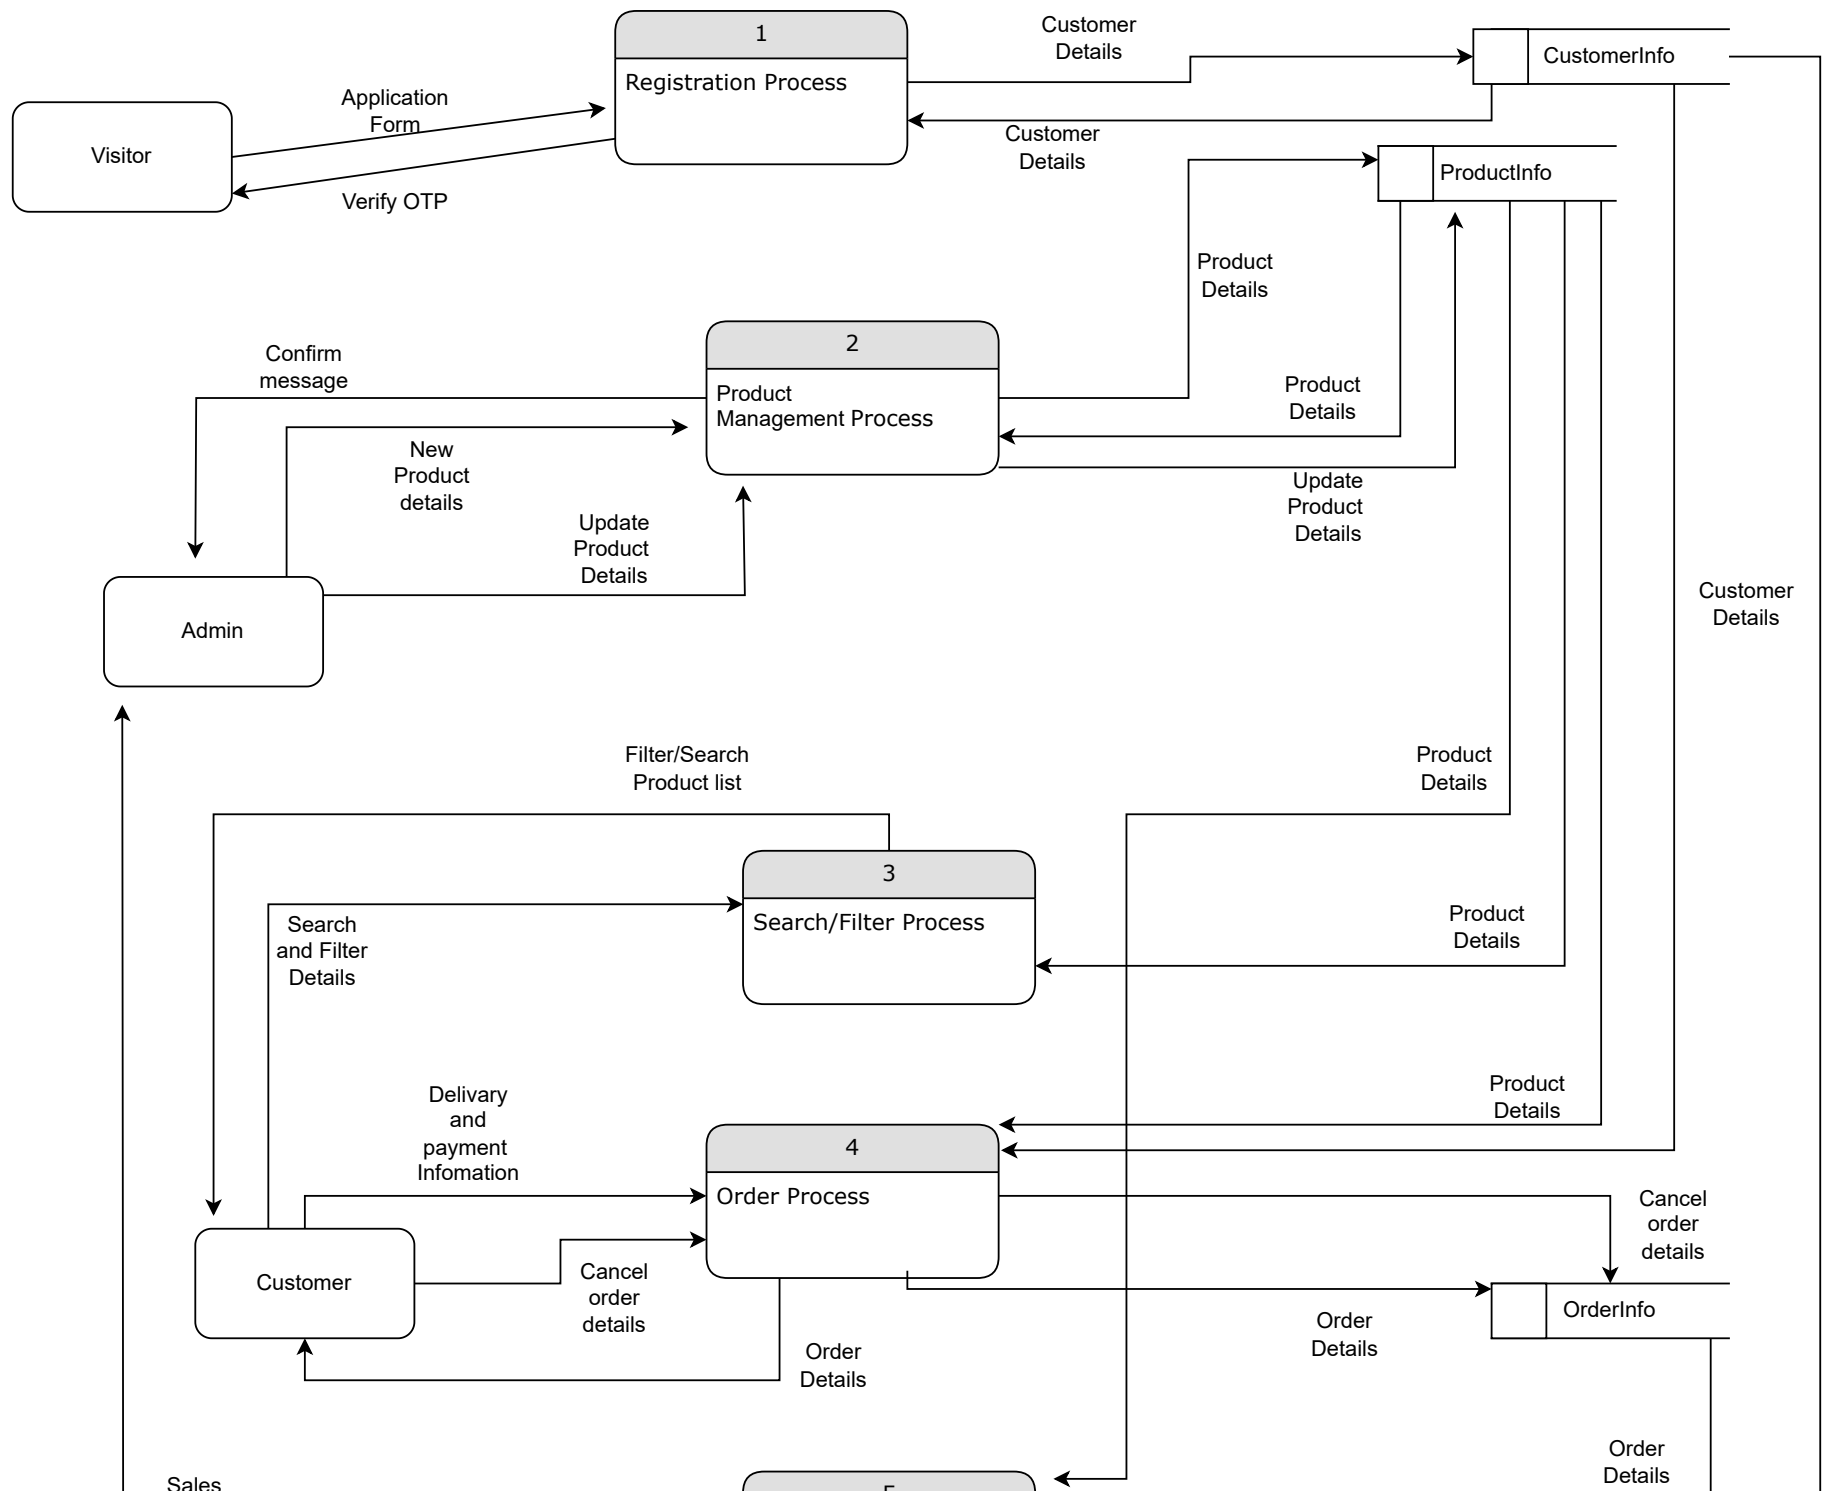 1
Registration Process
Customer
Details
CustomerInfo
Application
Form
Visitor
Verify OTP
Customer
Details
ProductInfo
Product
Details
Confirm
message
2
Product
Management Process
Product
Details
New
Product
details
Update
Product
Details
Update
Product
Details
Admin
Customer
Details
Filter/Search
Product list
Product
Details
3
Search/Filter Process
Search
and Filter
Details
Product
Details
Delivary
and
payment
Infomation
Product
Details
4
Order Process
Cancel
order
details
Customer
Cancel
order
details
OrderInfo
Order
Details
Order
Details
Order
Details
Sales
5